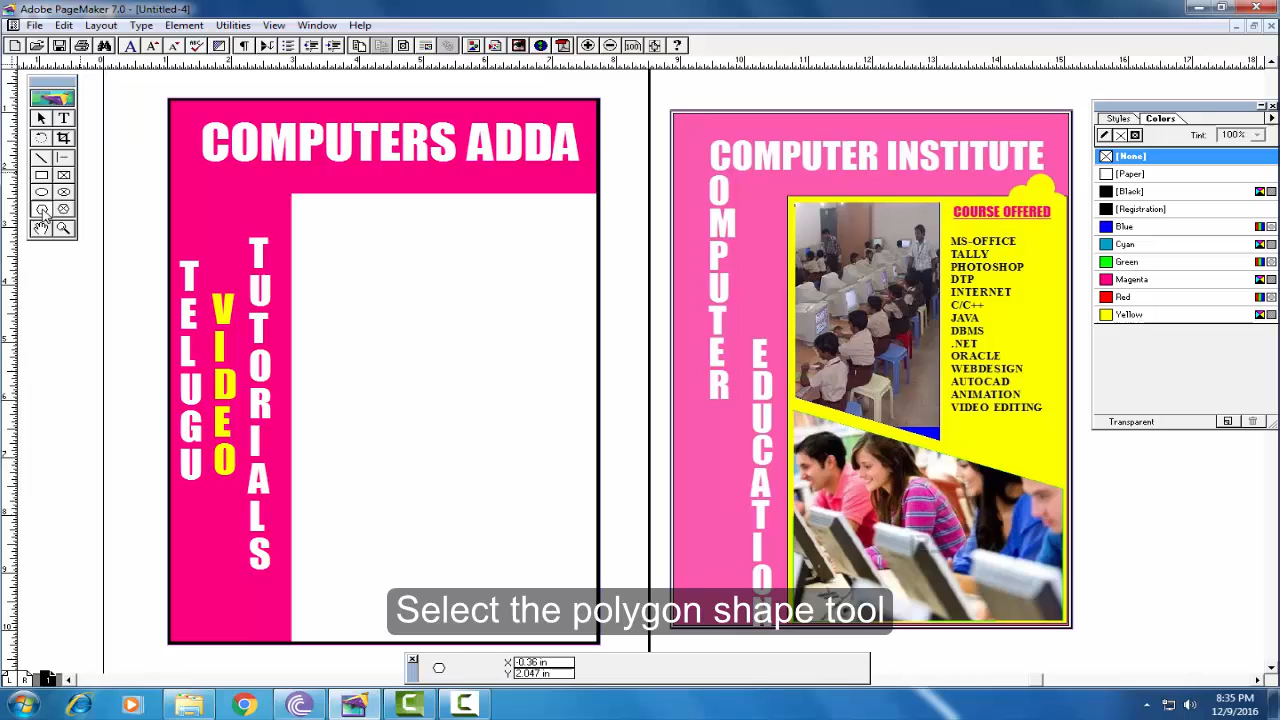 Adobe PageMaker 7.0 - [Untitled-4]
File Edit Layout Type Element Utilities View Window Help
COMPUTERS ADDA
TELUGU
VIDEO
TUTORIALS
COMPUTER INSTITUTE
COMPUTER
EDUCATION
COURSE OFFERED
MS-OFFICE
TALLY
PHOTOSHOP
DTP
INTERNET
C/C++
JAVA
DBMS
.NET
ORACLE
WEBDESIGN
AUTOCAD
ANIMATION
VIDEO EDITING
Styles Colors
Tint: 100%
[None]
[Paper]
[Black]
[Registration]
Blue
Cyan
Green
Magenta
Red
Yellow
Transparent
Select the polygon shape tool
X -0.36 in
Y 2.047 in
L R 1
8:35 PM
12/9/2016